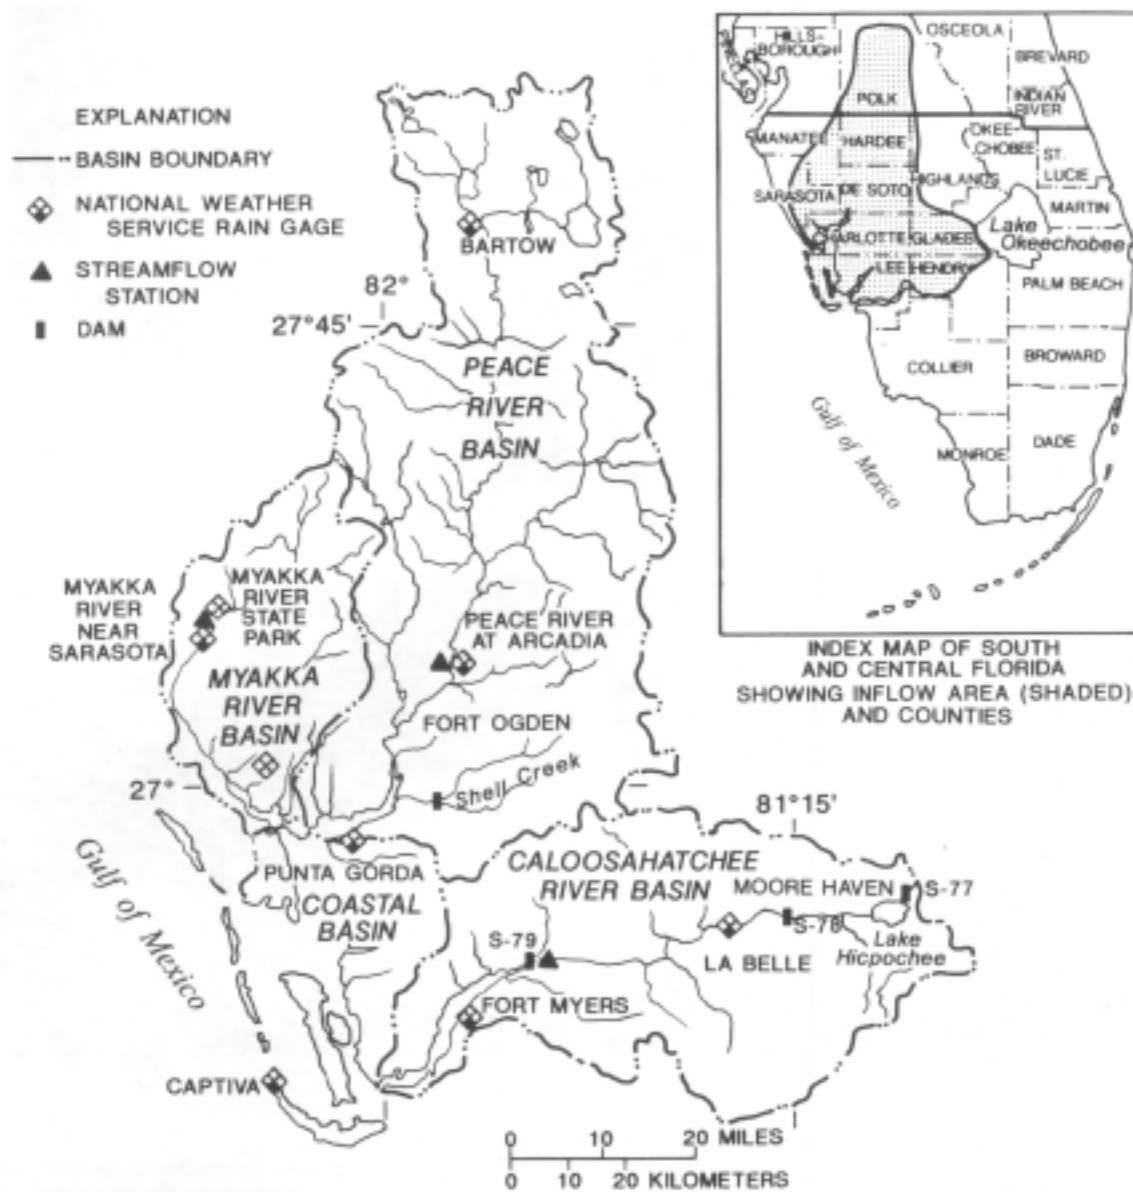 EXPLANATION
BASIN BOUNDARY
NATIONAL WEATHER
SERVICE RAIN GAGE
STREAMFLOW
STATION
DAM
82°
27°45'
BARTOW
PEACE
RIVER
BASIN
MYAKKA
RIVER
NEAR
SARASOTA
MYAKKA
RIVER
STATE
PARK
PEACE RIVER
AT ARCADIA
MYAKKA
RIVER
BASIN
FORT OGDEN
Shell Creek
27°
81°15'
Gulf of Mexico
PUNTA GORDA
COASTAL
BASIN
CALOOSAHATCHEE
RIVER BASIN
MOORE HAVEN
S-77
S-78
S-79
LA BELLE
Lake
Hicpochee
FORT MYERS
CAPTIVA
0 10 20 MILES
0 10 20 KILOMETERS
HILLS-
BOROUGH
PINELLAS
OSCEOLA
BREVARD
POLK
INDIAN
RIVER
MANATEE
HARDEE
OKEE
CHOBEE
ST.
LUCIE
SARASOTA
DE SOTO
HIGHLANDS
MARTIN
CHARLOTTE
GLADES
Lake
Okeechobee
LEE
HENDRY
PALM BEACH
COLLIER
BROWARD
Gulf of Mexico
MONROE
DADE
INDEX MAP OF SOUTH
AND CENTRAL FLORIDA
SHOWING INFLOW AREA (SHADED)
AND COUNTIES